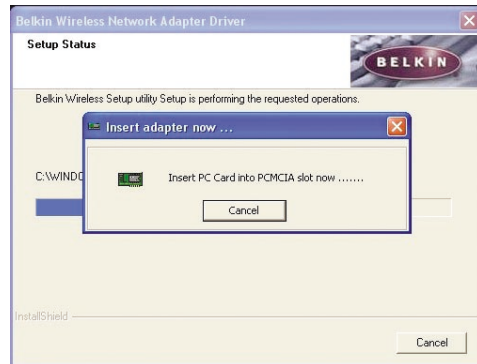 Belkin Wireless Network Adapter Driver
Setup Status
BELKIN
Belkin Wireless Setup utility Setup is performing the requested operations.
Insert adapter now ...
C:\WINDO
Insert PC Card into PCMCIA slot now .......
Cancel
InstallShield
Cancel